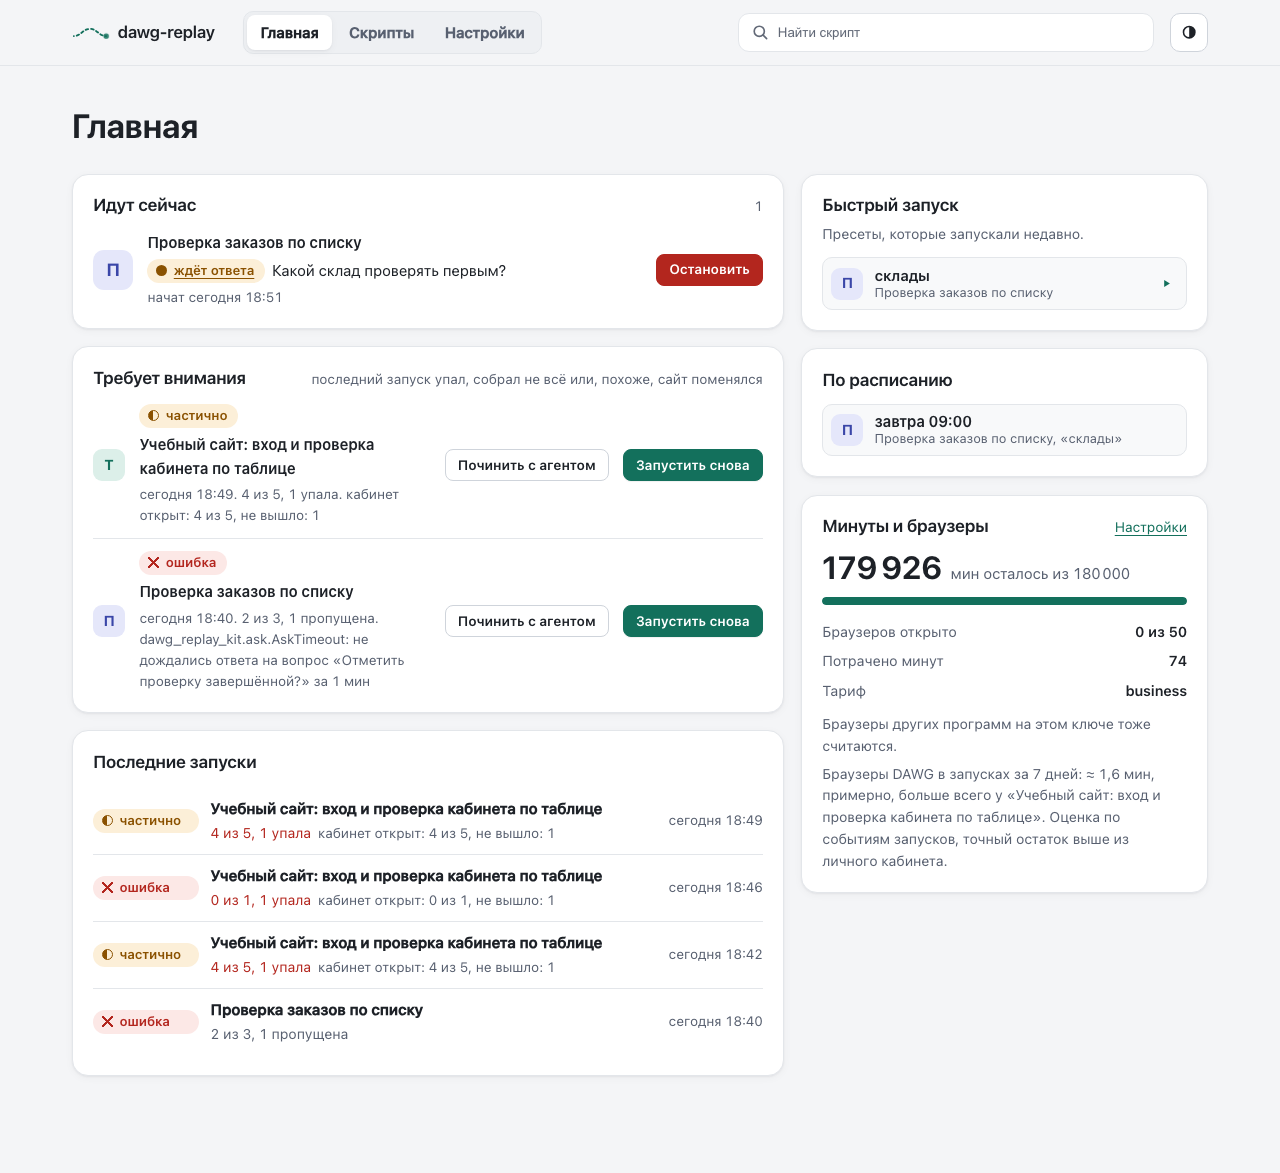 dawg-replay
Главная
Скрипты
Настройки
Найти скрипт
Главная
Идут сейчас
1
П
Проверка заказов по списку
ждёт ответа
Какой склад проверять первым?
начат сегодня 18:51
Остановить
Требует внимания
последний запуск упал, собрал не всё или, похоже, сайт поменялся
частично
Т
Учебный сайт: вход и проверка
кабинета по таблице
сегодня 18:49. 4 из 5, 1 упала. кабинет
открыт: 4 из 5, не вышло: 1
Починить с агентом
Запустить снова
ошибка
П
Проверка заказов по списку
сегодня 18:40. 2 из 3, 1 пропущена.
dawg_replay_kit.ask.AskTimeout: не
дождались ответа на вопрос «Отметить
проверку завершённой?» за 1 мин
Починить с агентом
Запустить снова
Последние запуски
частично
Учебный сайт: вход и проверка кабинета по таблице
4 из 5, 1 упала кабинет открыт: 4 из 5, не вышло: 1
сегодня 18:49
ошибка
Учебный сайт: вход и проверка кабинета по таблице
0 из 1, 1 упала кабинет открыт: 0 из 1, не вышло: 1
сегодня 18:46
частично
Учебный сайт: вход и проверка кабинета по таблице
4 из 5, 1 упала кабинет открыт: 4 из 5, не вышло: 1
сегодня 18:42
ошибка
Проверка заказов по списку
2 из 3, 1 пропущена
сегодня 18:40
Быстрый запуск
Пресеты, которые запускали недавно.
П
склады
Проверка заказов по списку
По расписанию
П
завтра 09:00
Проверка заказов по списку, «склады»
Минуты и браузеры
Настройки
179 926 мин осталось из 180 000
Браузеров открыто
0 из 50
Потрачено минут
74
Тариф
business
Браузеры других программ на этом ключе тоже
считаются.
Браузеры DAWG в запусках за 7 дней: ≈ 1,6 мин,
примерно, больше всего у «Учебный сайт: вход и
проверка кабинета по таблице». Оценка по
событиям запусков, точный остаток выше из
личного кабинета.